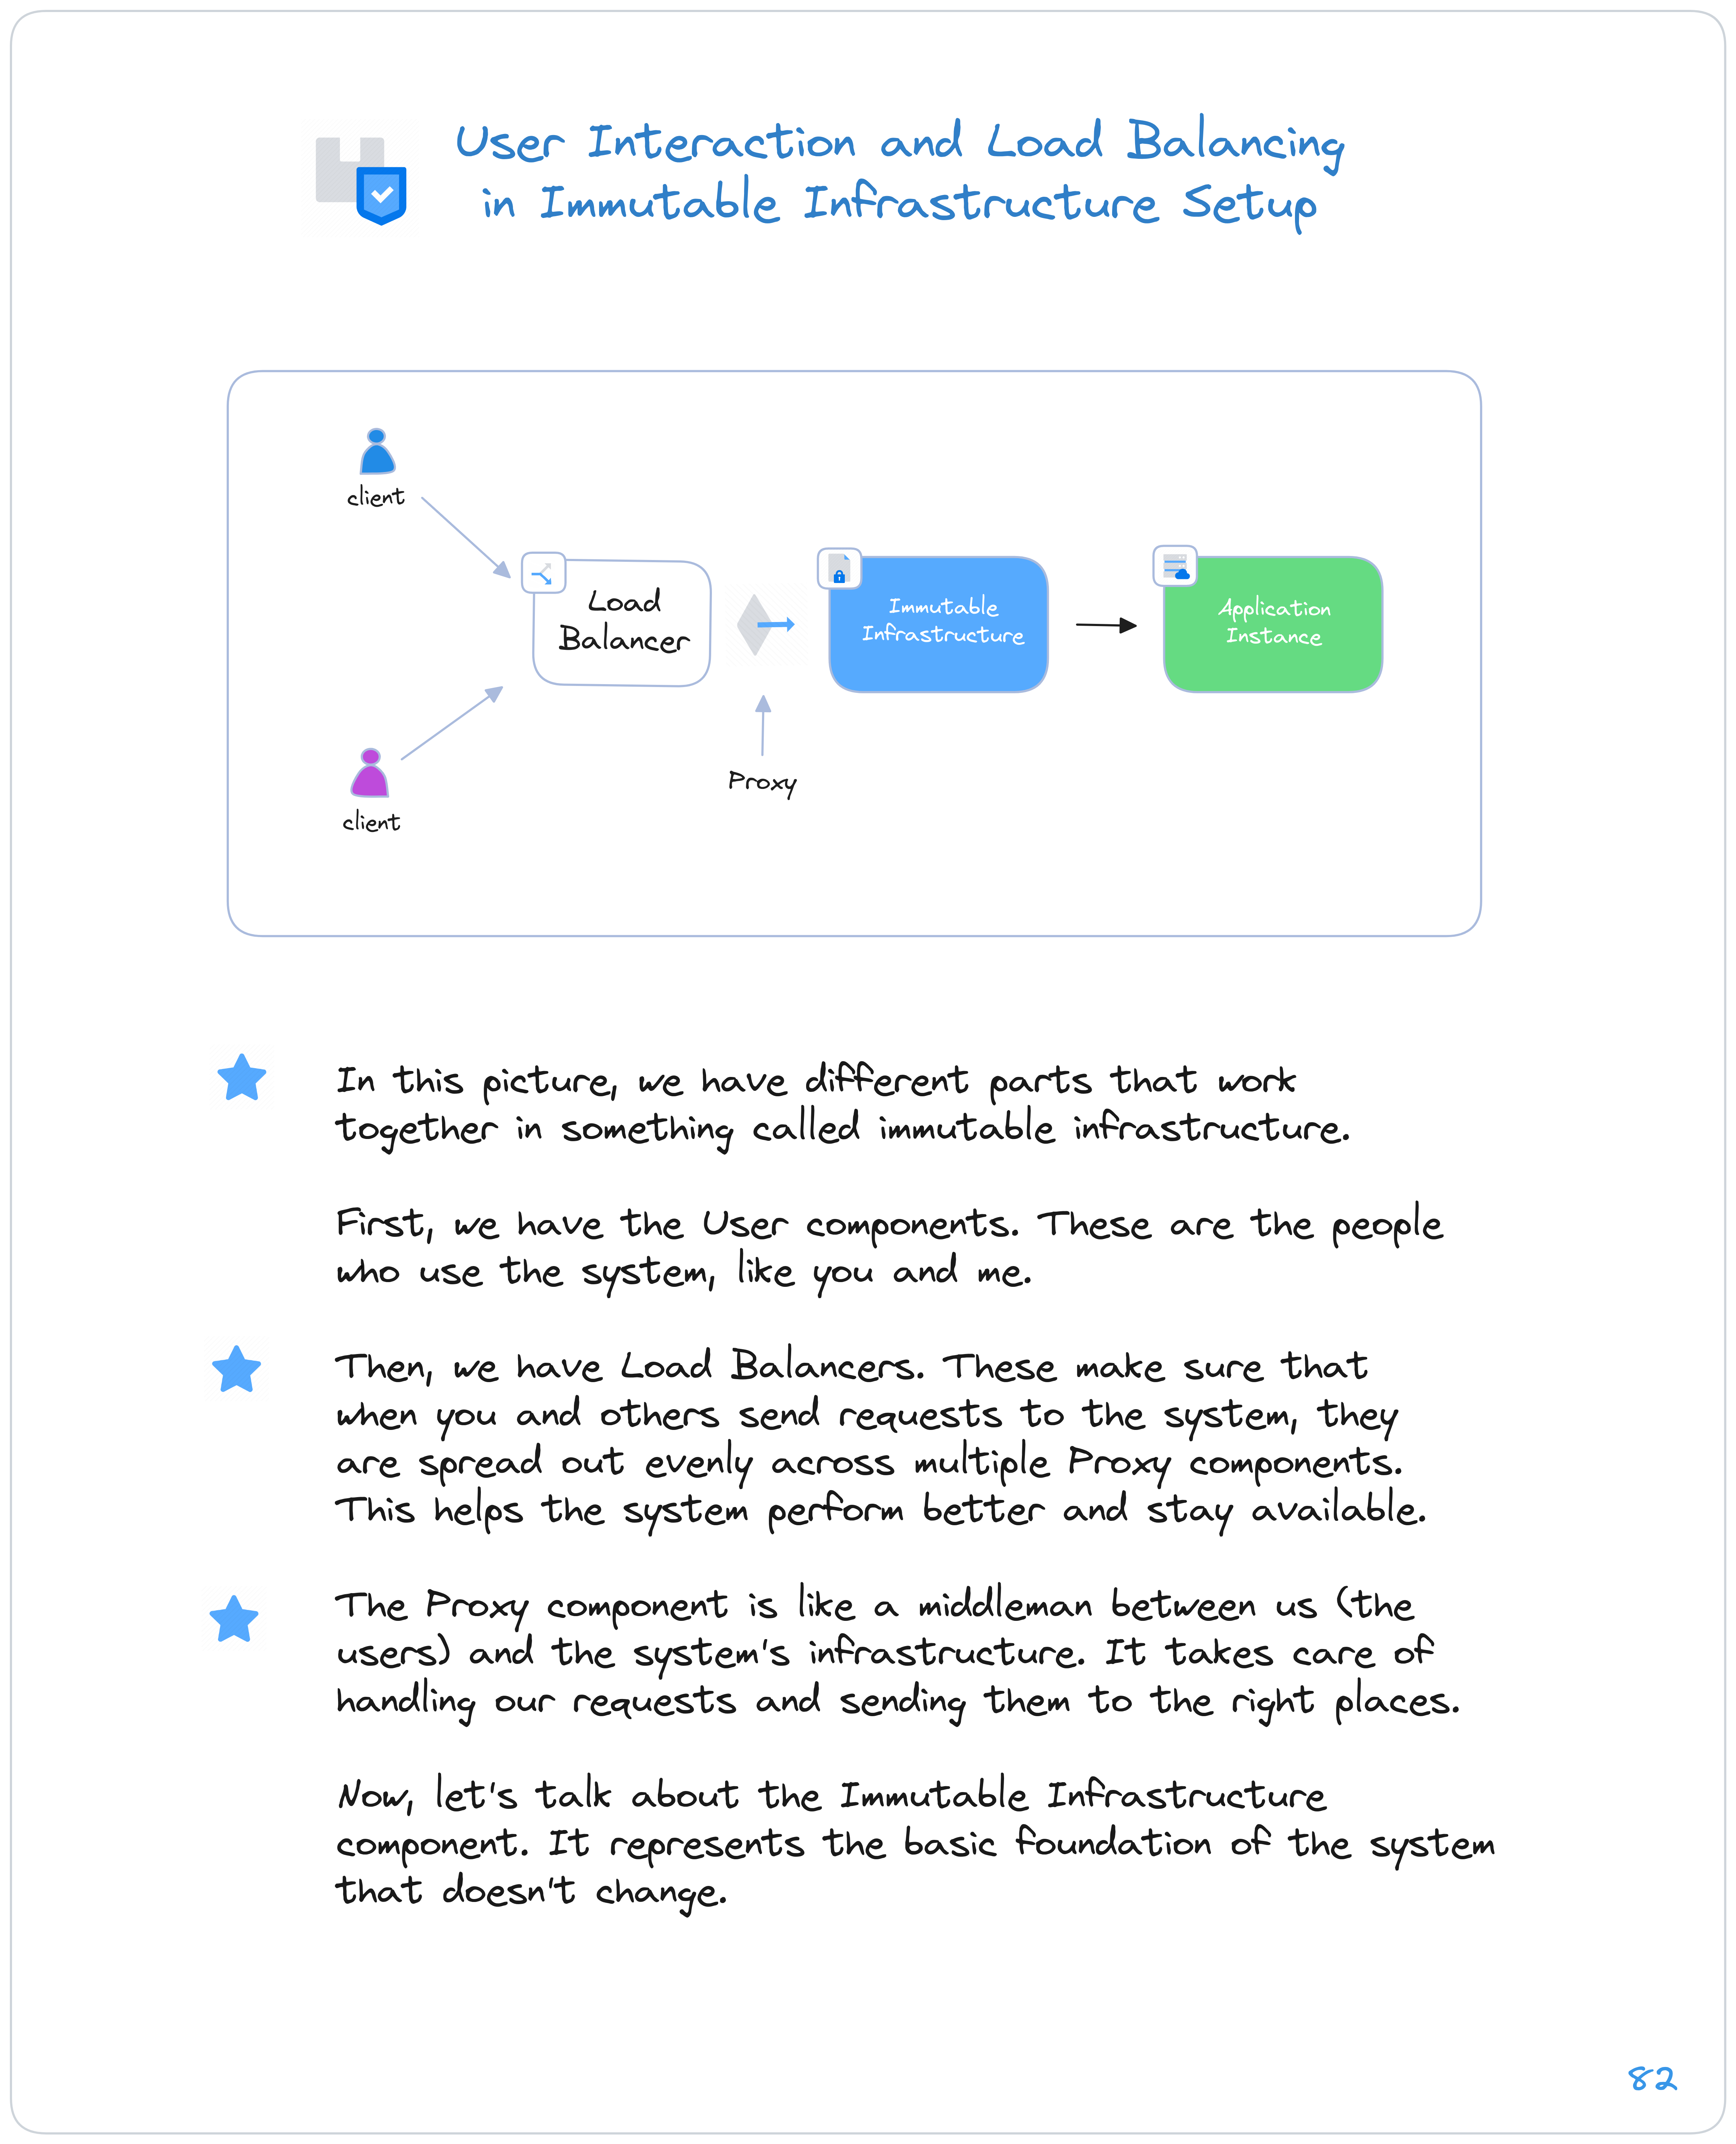 User Interaction and Load Balancing
in Immutable Infrastructure Setup
client
Load
Balancer
Immutable
Infrastructure
Application
Instance
Proxy
client
In this picture, we have different parts that work
together in something called immutable infrastructure.
First, we have the User components. These are the people
who use the system, like you and me.
Then, we have Load Balancers. These make sure that
when you and others send requests to the system, they
are spread out evenly across multiple Proxy components.
This helps the system perform better and stay available.
The Proxy component is like a middleman between us (the
users) and the system's infrastructure. It takes care of
handling our requests and sending them to the right places.
Now, let's talk about the Immutable Infrastructure
component. It represents the basic foundation of the system
that doesn't change.
82